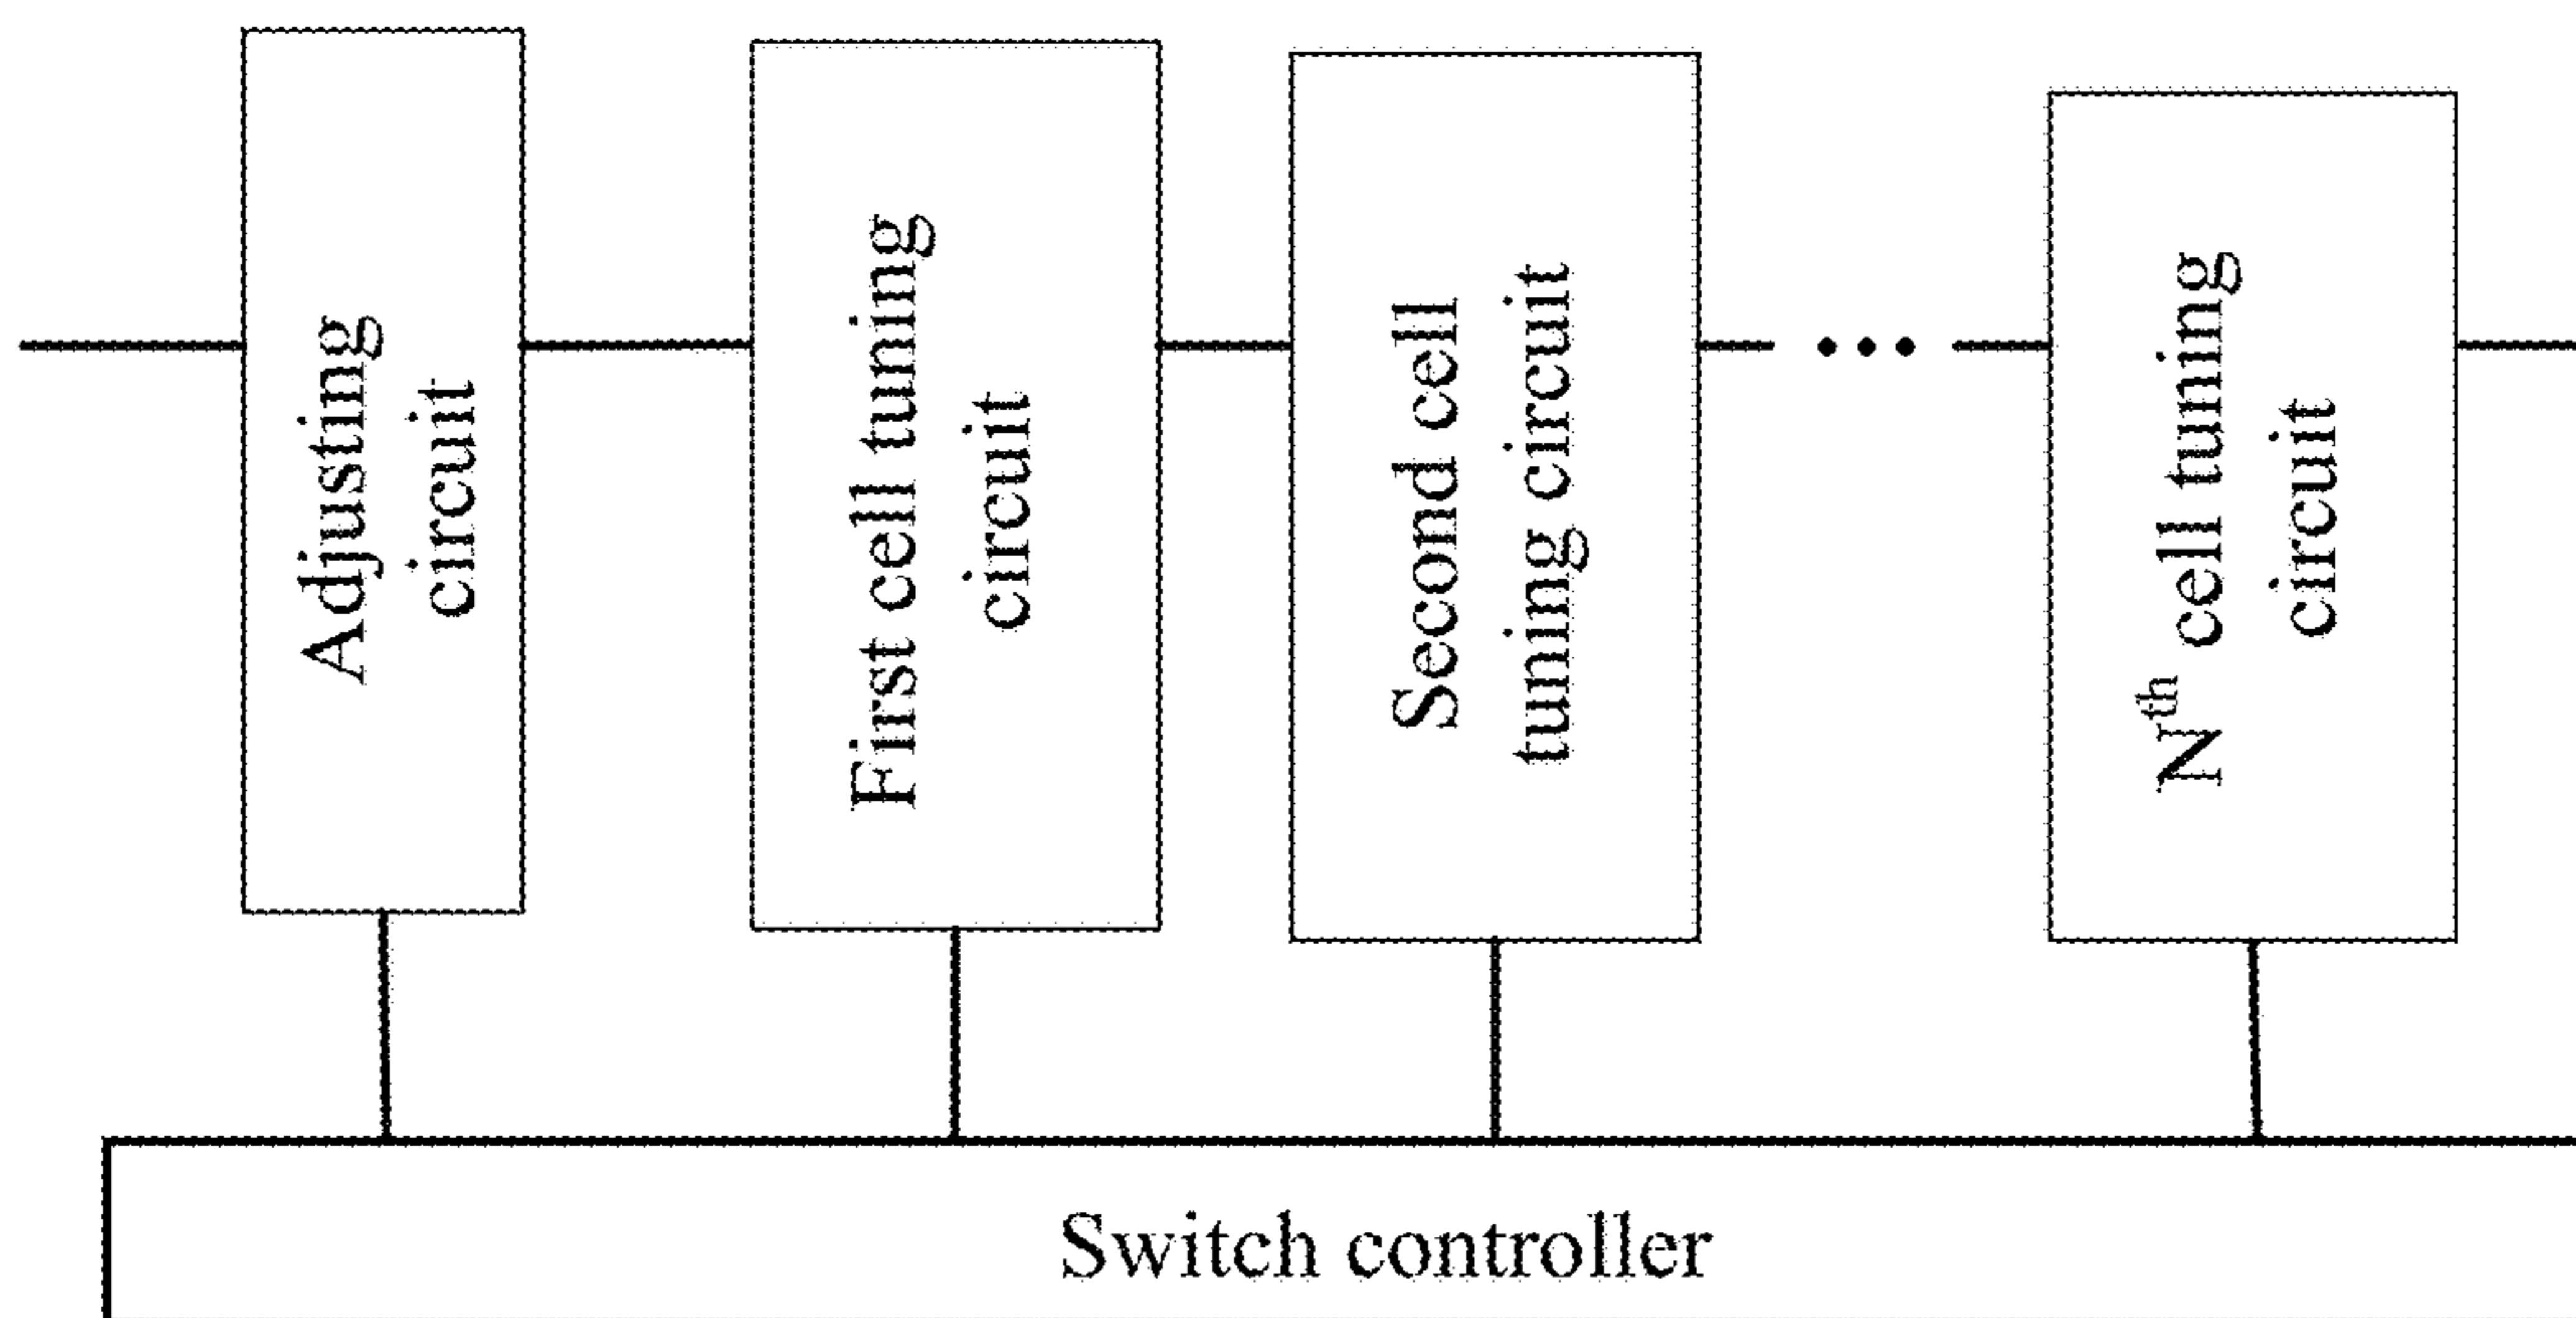 Adjusting
circuit
First cell tuning
circuit
Second cell
tuning circuit
• • •
Nth cell tuning
circuit
Switch controller